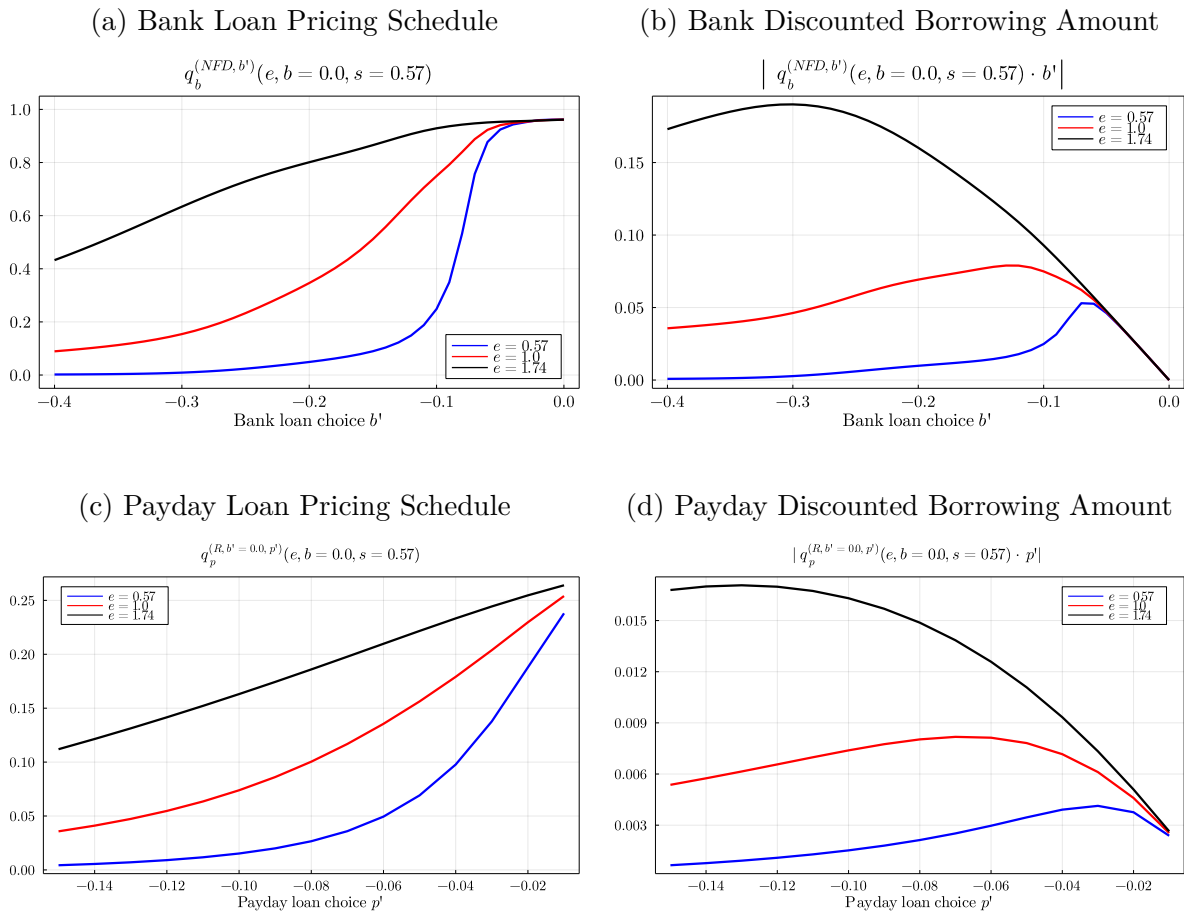 (a) Bank Loan Pricing Schedule
q_b^{(NFD, b')}(e, b = 0.0, s = 0.57)
1.0
0.8
0.6
0.4
0.2
0.0
e = 0.57
e = 1.0
e = 1.74
−0.4 −0.3 −0.2 −0.1 0.0
Bank loan choice b'
(b) Bank Discounted Borrowing Amount
| q_b^{(NFD, b')}(e, b = 0.0, s = 0.57) · b' |
e = 0.57
e = 1.0
e = 1.74
0.15
0.10
0.05
0.00
−0.4 −0.3 −0.2 −0.1 0.0
Bank loan choice b'
(c) Payday Loan Pricing Schedule
q_p^{(R, b' = 0.0, p')}(e, b = 0.0, s = 0.57)
e = 0.57
e = 1.0
e = 1.74
0.25
0.20
0.15
0.10
0.05
0.00
−0.14 −0.12 −0.10 −0.08 −0.06 −0.04 −0.02
Payday loan choice p'
(d) Payday Discounted Borrowing Amount
| q_p^{(R, b' = 0.0, p')}(e, b = 0.0, s = 0.57) · p' |
e = 0.57
e = 1.0
e = 1.74
0.015
0.012
0.009
0.006
0.003
−0.14 −0.12 −0.10 −0.08 −0.06 −0.04 −0.02
Payday loan choice p'